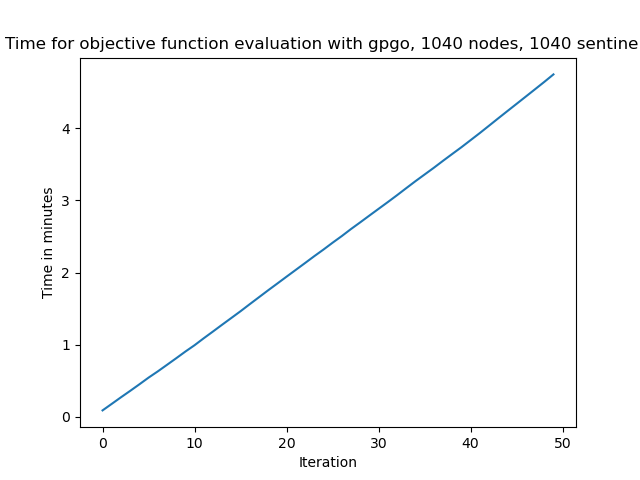 Time for objective function evaluation with gpgo, 1040 nodes, 1040 sentine
4
3
2
1
0
Time in minutes
0 10 20 30 40 50
Iteration